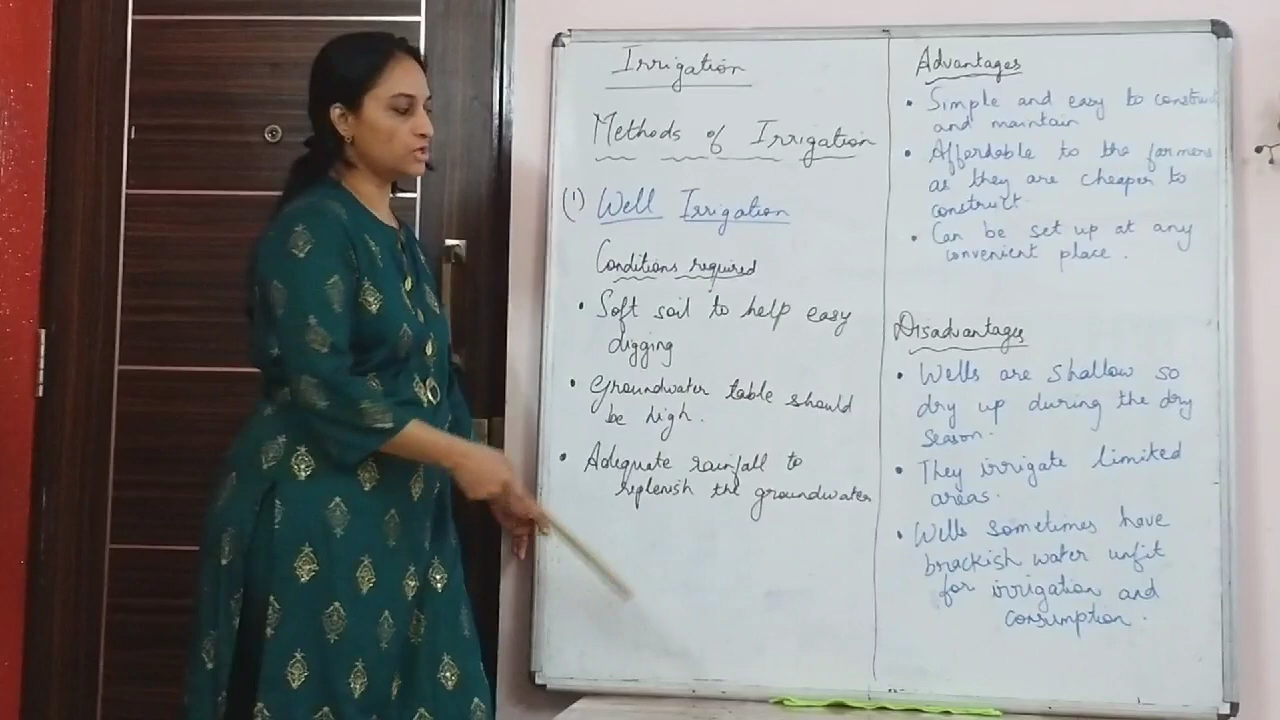 Irrigation
Methods of Irrigation
(1) Well Irrigation
Conditions required
• Soft soil to help easy
digging
• Groundwater table should
be high.
• Adequate rainfall to
replenish the groundwater
Advantages
• Simple and easy to construct
and maintain
• Affordable to the farmers
as they are cheaper to
construct.
• Can be set up at any
convenient place.
Disadvantages
• Wells are shallow so
dry up during the dry
season.
• They irrigate limited
areas.
• Wells sometimes have
brackish water unfit
for irrigation and
consumption.